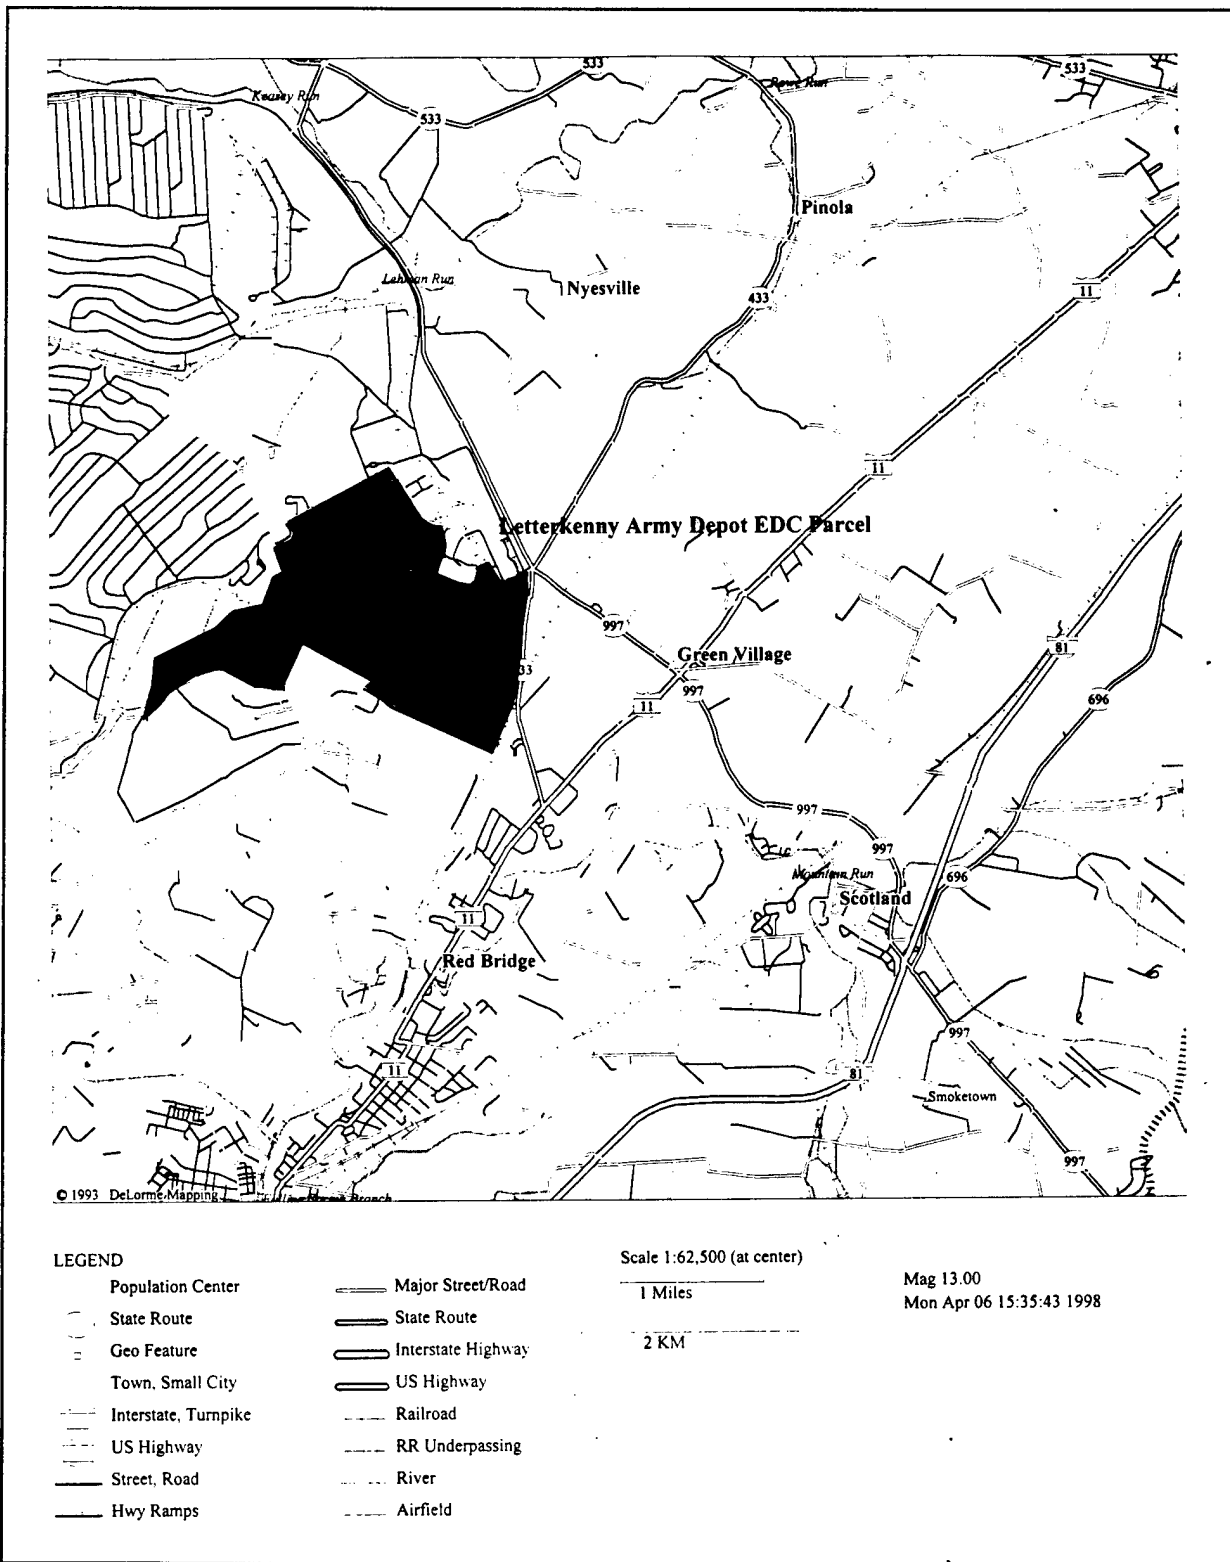 533
533
533
Keasey Run
Rowe Run
533
Pinola
Lehman Run
Nyesville
433
11
11
Letterkenny Army Depot EDC Parcel
997
Green Village
81
33
997
11
696
997
997
Mountain Run
696
Scotland
11
Red Bridge
997
11
81
Smoketown
997
© 1993 DeLorme Mapping
Branch
LEGEND
Population Center
State Route
Geo Feature
Town, Small City
Interstate, Turnpike
US Highway
Street, Road
Hwy Ramps
Major Street/Road
State Route
Interstate Highway
US Highway
Railroad
RR Underpassing
River
Airfield
Scale 1:62,500 (at center)
1 Miles
2 KM
Mag 13.00
Mon Apr 06 15:35:43 1998